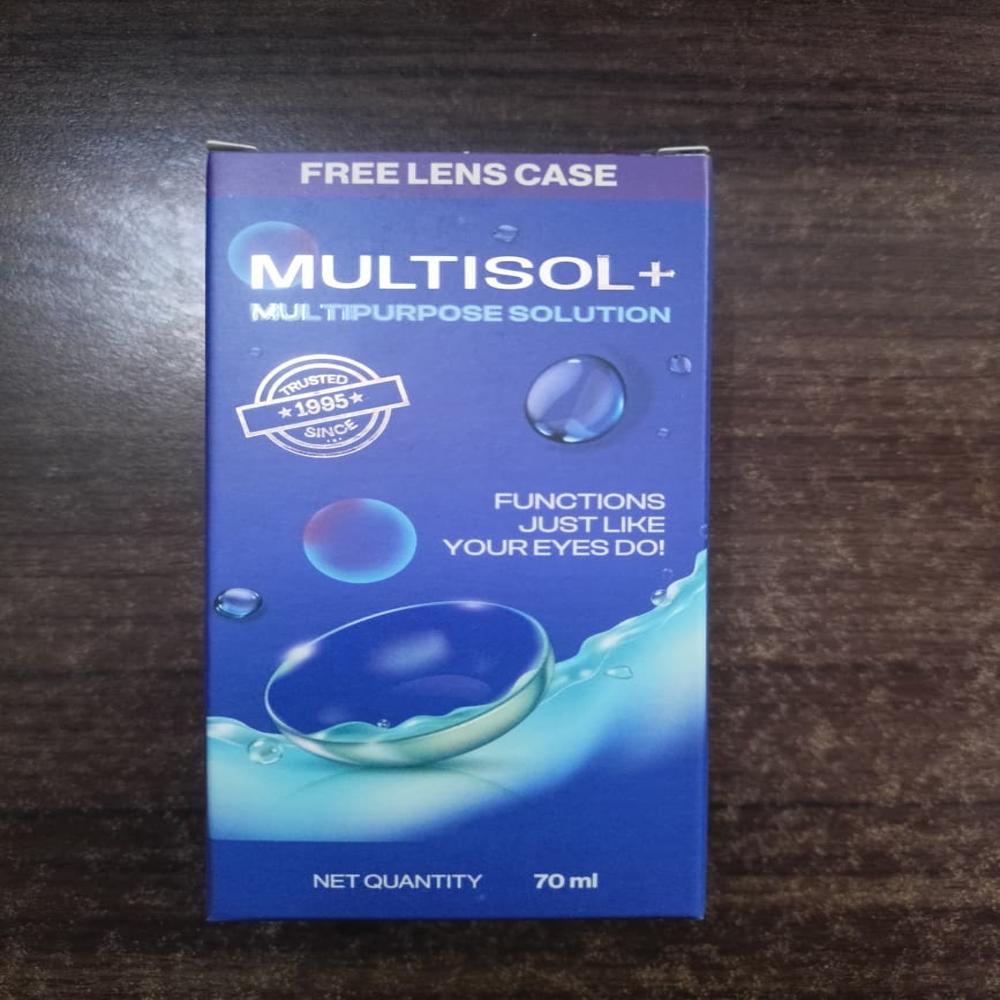 FREE LENS CASE
MULTISOL+
MULTIPURPOSE SOLUTION
TRUSTED
★1995★
SINCE
FUNCTIONS
JUST LIKE
YOUR EYES DO!
NET QUANTITY 70 ml